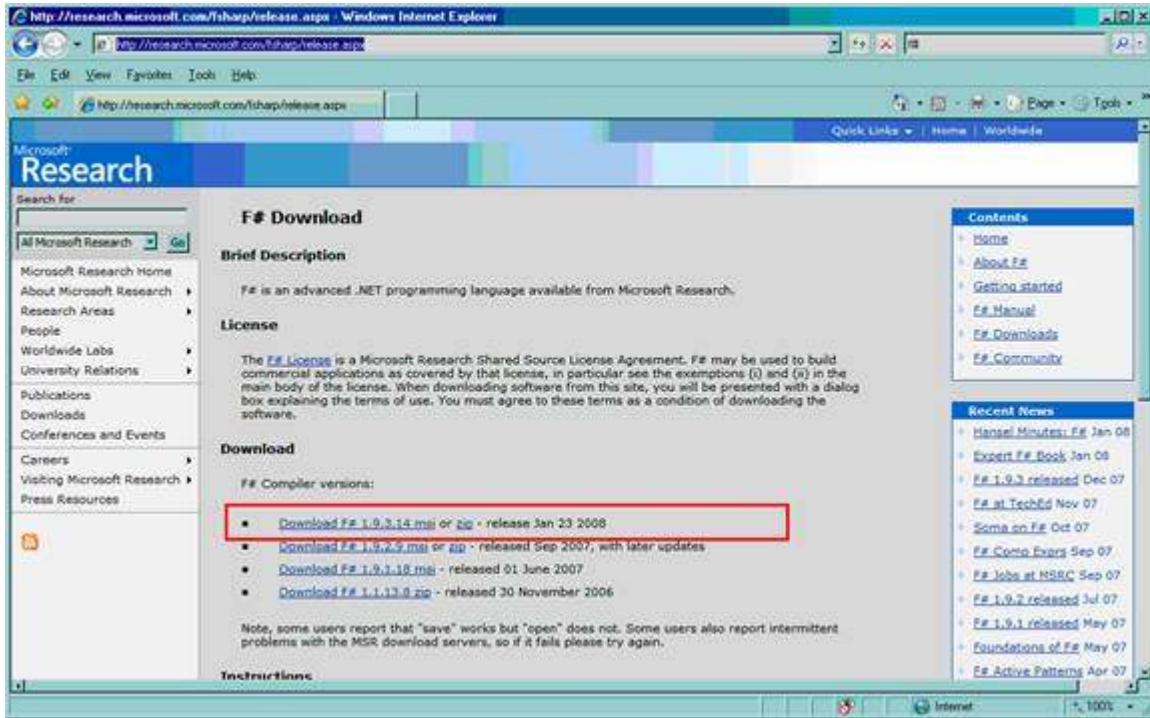 http://research.microsoft.com/fsharp/release.aspx - Windows Internet Explorer
http://research.microsoft.com/fsharp/release.aspx
File Edit View Favorites Tools Help
http://research.microsoft.com/fsharp/release.aspx
Page Tools
Quick Links | Home | Worldwide
Microsoft
Research
Search for
All Microsoft Research Go
Microsoft Research Home
About Microsoft Research
Research Areas
People
Worldwide Labs
University Relations
Publications
Downloads
Conferences and Events
Careers
Visiting Microsoft Research
Press Resources
F# Download
Brief Description
F# is an advanced .NET programming language available from Microsoft Research.
License
The F# License is a Microsoft Research Shared Source License Agreement. F# may be used to build
commercial applications as covered by that license, in particular see the exemptions (i) and (ii) in the
main body of the license. When downloading software from this site, you will be presented with a dialog
box explaining the terms of use. You must agree to these terms as a condition of downloading the
software.
Download
F# Compiler versions:
Download F# 1.9.3.14 msi or zip - release Jan 23 2008
Download F# 1.9.2.9 msi or zip - released Sep 2007, with later updates
Download F# 1.9.1.18 msi - released 01 June 2007
Download F# 1.1.13.8 zip - released 30 November 2006
Note, some users report that "save" works but "open" does not. Some users also report intermittent
problems with the MSR download servers, so if it fails please try again.
Instructions
Contents
Home
About F#
Getting started
F# Manual
F# Downloads
F# Community
Recent News
Hansel Minutes: F# Jan 08
Expert F# Book Jan 08
F# 1.9.3 released Dec 07
F# at TechEd Nov 07
Soma on F# Oct 07
F# Comp Exprs Sep 07
F# Jobs at MSRC Sep 07
F# 1.9.2 released Jul 07
F# 1.9.1 released May 07
Foundations of F# May 07
F# Active Patterns Apr 07
Internet
100%